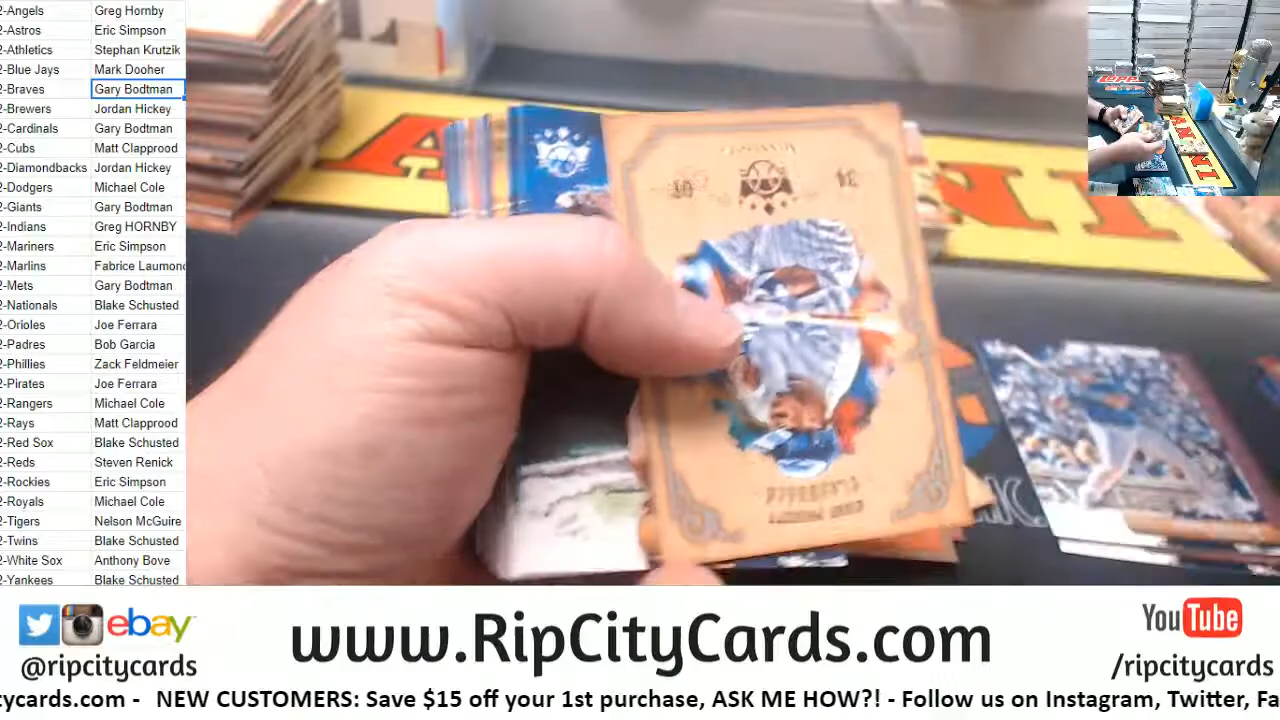 2-Angels Greg Hornby
2-Astros Eric Simpson
2-Athletics Stephan Krutzik
2-Blue Jays Mark Dooher
2-Braves Gary Bodtman
2-Brewers Jordan Hickey
2-Cardinals Gary Bodtman
2-Cubs Matt Clapprood
2-Diamondbacks Jordan Hickey
2-Dodgers Michael Cole
2-Giants Gary Bodtman
2-Indians Greg HORNBY
2-Mariners Eric Simpson
2-Marlins Fabrice Laumond
2-Mets Gary Bodtman
2-Nationals Blake Schusted
2-Orioles Joe Ferrara
2-Padres Bob Garcia
2-Phillies Zack Feldmeier
2-Pirates Joe Ferrara
2-Rangers Michael Cole
2-Rays Matt Clapprood
2-Red Sox Blake Schusted
2-Reds Steven Renick
2-Rockies Eric Simpson
2-Royals Michael Cole
2-Tigers Nelson McGuire
2-Twins Blake Schusted
2-White Sox Anthony Bove
2-Yankees Blake Schusted
ebay
@ripcitycards
www.RipCityCards.com
YouTube
/ripcitycards
tycards.com - NEW CUSTOMERS: Save $15 off your 1st purchase, ASK ME HOW?! - Follow us on Instagram, Twitter, Fa